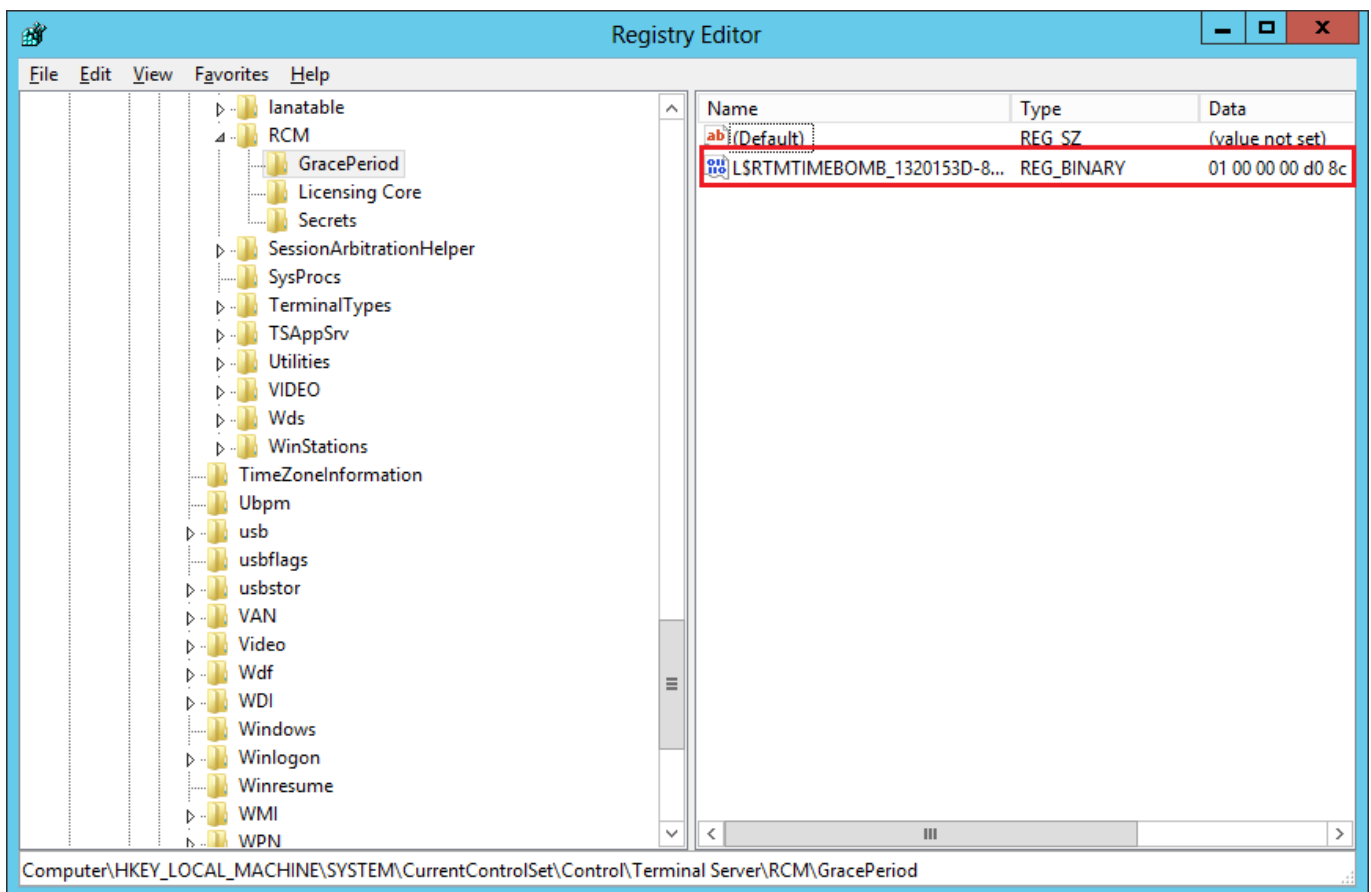 Registry Editor
File Edit View Favorites Help
lanatable
RCM
GracePeriod
Licensing Core
Secrets
SessionArbitrationHelper
SysProcs
TerminalTypes
TSAppSrv
Utilities
VIDEO
Wds
WinStations
TimeZoneInformation
Ubpm
usb
usbflags
usbstor
VAN
Video
Wdf
WDI
Windows
Winlogon
Winresume
WMI
WPN
Name Type Data
(Default) REG_SZ (value not set)
L$RTMTIMEBOMB_1320153D-8... REG_BINARY 01 00 00 00 d0 8c
Computer\HKEY_LOCAL_MACHINE\SYSTEM\CurrentControlSet\Control\Terminal Server\RCM\GracePeriod